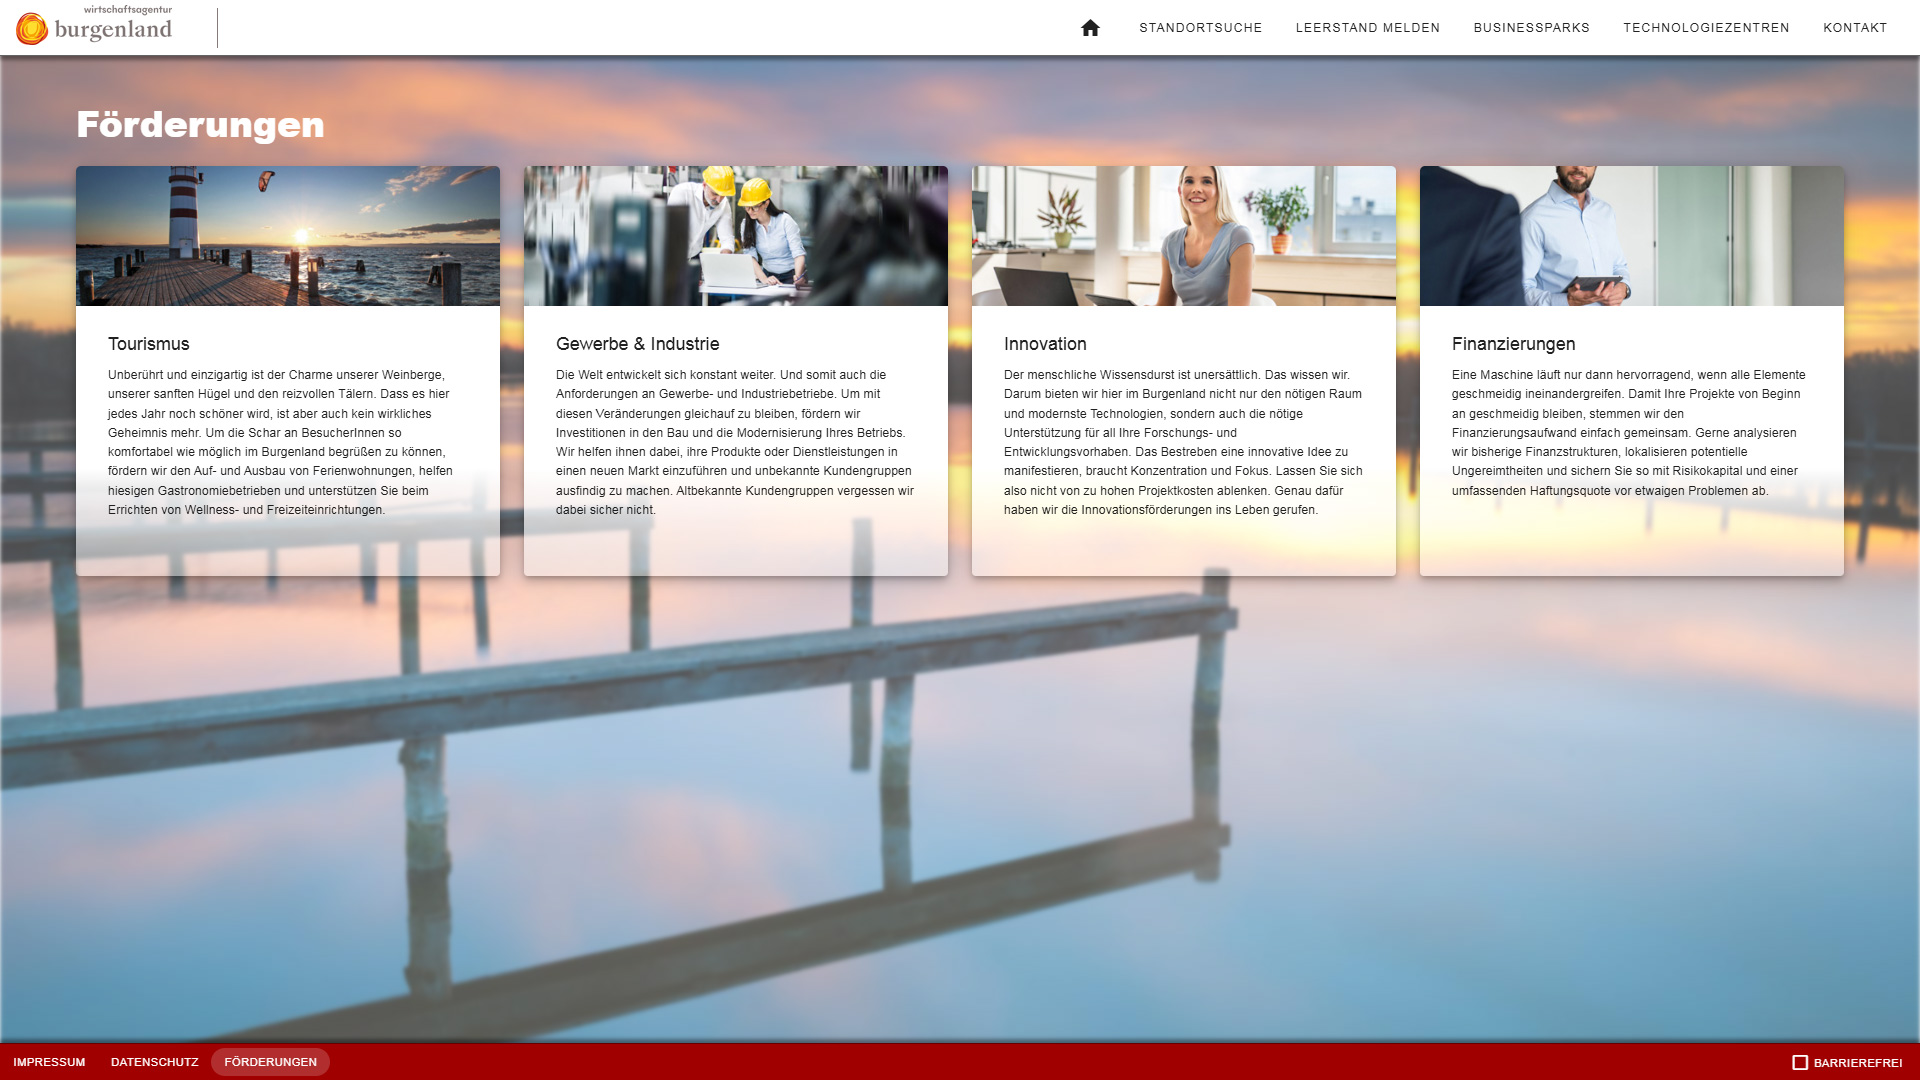 wirtschaftsagentur
burgenland
STANDORTSUCHE LEERSTAND MELDEN BUSINESSPARKS TECHNOLOGIEZENTREN KONTAKT
Förderungen
Tourismus
Unberührt und einzigartig ist der Charme unserer Weinberge,
unserer sanften Hügel und den reizvollen Tälern. Dass es hier
jedes Jahr noch schöner wird, ist aber auch kein wirkliches
Geheimnis mehr. Um die Schar an BesucherInnen so
komfortabel wie möglich im Burgenland begrüßen zu können,
fördern wir den Auf- und Ausbau von Ferienwohnungen, helfen
hiesigen Gastronomiebetrieben und unterstützen Sie beim
Errichten von Wellness- und Freizeiteinrichtungen.
Gewerbe & Industrie
Die Welt entwickelt sich konstant weiter. Und somit auch die
Anforderungen an Gewerbe- und Industriebetriebe. Um mit
diesen Veränderungen gleichauf zu bleiben, fördern wir
Investitionen in den Bau und die Modernisierung Ihres Betriebs.
Wir helfen ihnen dabei, ihre Produkte oder Dienstleistungen in
einen neuen Markt einzuführen und unbekannte Kundengruppen
ausfindig zu machen. Altbekannte Kundengruppen vergessen wir
dabei sicher nicht.
Innovation
Der menschliche Wissensdurst ist unersättlich. Das wissen wir.
Darum bieten wir hier im Burgenland nicht nur den nötigen Raum
und modernste Technologien, sondern auch die nötige
Unterstützung für all Ihre Forschungs- und
Entwicklungsvorhaben. Das Bestreben eine innovative Idee zu
manifestieren, braucht Konzentration und Fokus. Lassen Sie sich
also nicht von zu hohen Projektkosten ablenken. Genau dafür
haben wir die Innovationsförderungen ins Leben gerufen.
Finanzierungen
Eine Maschine läuft nur dann hervorragend, wenn alle Elemente
geschmeidig ineinandergreifen. Damit Ihre Projekte von Beginn
an geschmeidig bleiben, stemmen wir den
Finanzierungsaufwand einfach gemeinsam. Gerne analysieren
wir bisherige Finanzstrukturen, lokalisieren potentielle
Ungereimtheiten und sichern Sie so mit Risikokapital und einer
umfassenden Haftungsquote vor etwaigen Problemen ab.
IMPRESSUM DATENSCHUTZ FÖRDERUNGEN BARRIEREFREI